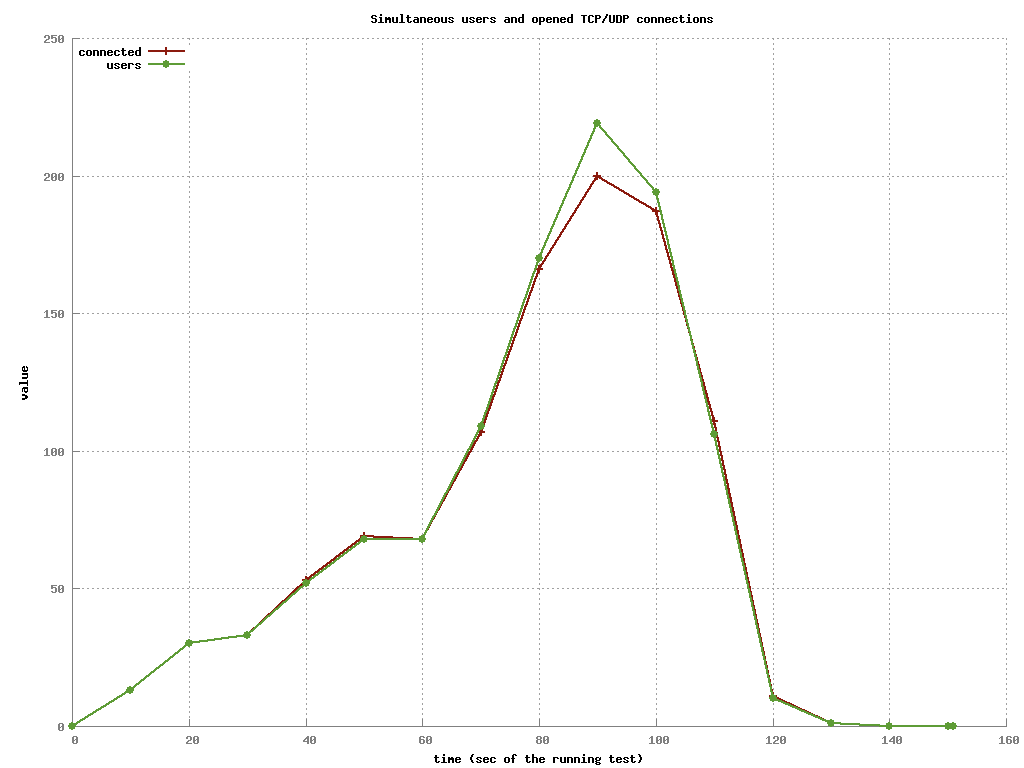 Simultaneous users and opened TCP/UDP connections
250
connected
users
200
150
value
100
50
0
0 20 40 60 80 100 120 140 160
time (sec of the running test)